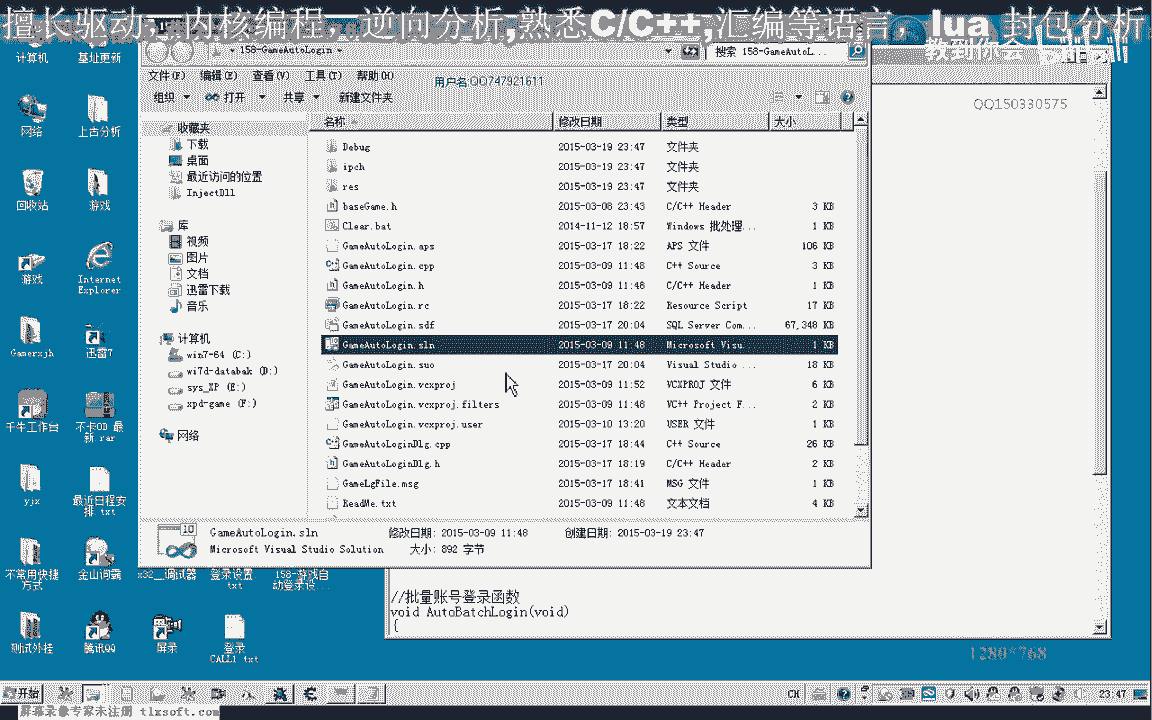 擅长驱动，内核编程，逆向分析,熟悉C/C++,汇编等语言，lua 封包分析
教到你会
计算机
基址更新
158-GameAutoLogin
搜索 158-GameAutoL...
文件(F) 编辑(E) 查看(V) 工具(T) 帮助(H)
用户名QQ747921611
组织 打开 共享 新建文件夹
QQ150330575
网络
上古分析
回收站
游戏
游戏
Internet Explorer
Gamerxjh
迅雷7
千牛工作台
不卡OD 最新.rar
yjx
最近日程安排.txt
不常用快捷方式
金山词霸
x32__调试器
登录设置.txt
158-游戏自动登录设...
测试外挂
腾讯QQ
屏录
登录CALL1.txt
收藏夹
下载
桌面
最近访问的位置
InjectDll
库
视频
图片
文档
迅雷下载
音乐
计算机
win7-64 (C:)
wi7d-databak (D:)
sys_XP (E:)
xpd-game (F:)
网络
名称 修改日期 类型 大小
Debug 2015-03-19 23:47 文件夹
ipch 2015-03-19 23:47 文件夹
res 2015-03-19 23:47 文件夹
baseGame.h 2015-03-08 23:43 C/C++ Header 3 KB
Clear.bat 2014-11-12 18:57 Windows 批处理... 1 KB
GameAutoLogin.aps 2015-03-17 18:22 APS 文件 106 KB
GameAutoLogin.cpp 2015-03-09 11:48 C++ Source 3 KB
GameAutoLogin.h 2015-03-09 11:48 C/C++ Header 1 KB
GameAutoLogin.rc 2015-03-17 18:22 Resource Script 17 KB
GameAutoLogin.sdf 2015-03-17 20:04 SQL Server Com... 67,348 KB
GameAutoLogin.sln 2015-03-09 11:48 Microsoft Visu... 1 KB
GameAutoLogin.suo 2015-03-17 20:04 Visual Studio ... 18 KB
GameAutoLogin.vcxproj 2015-03-09 11:52 VCXPROJ 文件 6 KB
GameAutoLogin.vcxproj.filters 2015-03-09 11:48 VC++ Project F... 2 KB
GameAutoLogin.vcxproj.user 2015-03-10 13:20 USER 文件 1 KB
GameAutoLoginDlg.cpp 2015-03-17 18:44 C++ Source 26 KB
GameAutoLoginDlg.h 2015-03-17 18:19 C/C++ Header 2 KB
GameLgFile.msg 2015-03-17 18:41 MSG 文件 1 KB
ReadMe.txt 2015-03-09 11:48 文本文档 4 KB
GameAutoLogin.sln 修改日期: 2015-03-09 11:48 创建日期: 2015-03-19 23:47
Microsoft Visual Studio Solution 大小: 892 字节
//批量账号登录函数
void AutoBatchLogin(void)
{
1280*768
开始
CH
23:47
屏幕录像专家未注册 tlxsoft.com